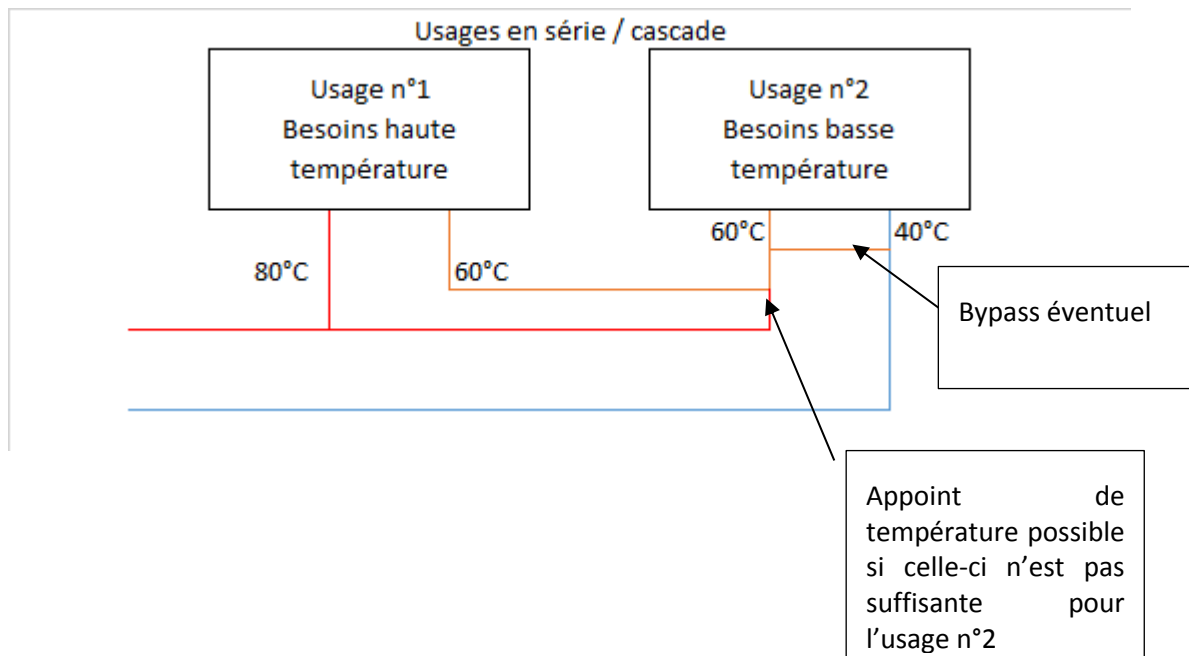 Usages en série / cascade
Usage n°1
Besoins haute
température
Usage n°2
Besoins basse
température
60°C
40°C
80°C
60°C
Bypass éventuel
Appoint de
température possible
si celle-ci n’est pas
suffisante pour
l’usage n°2